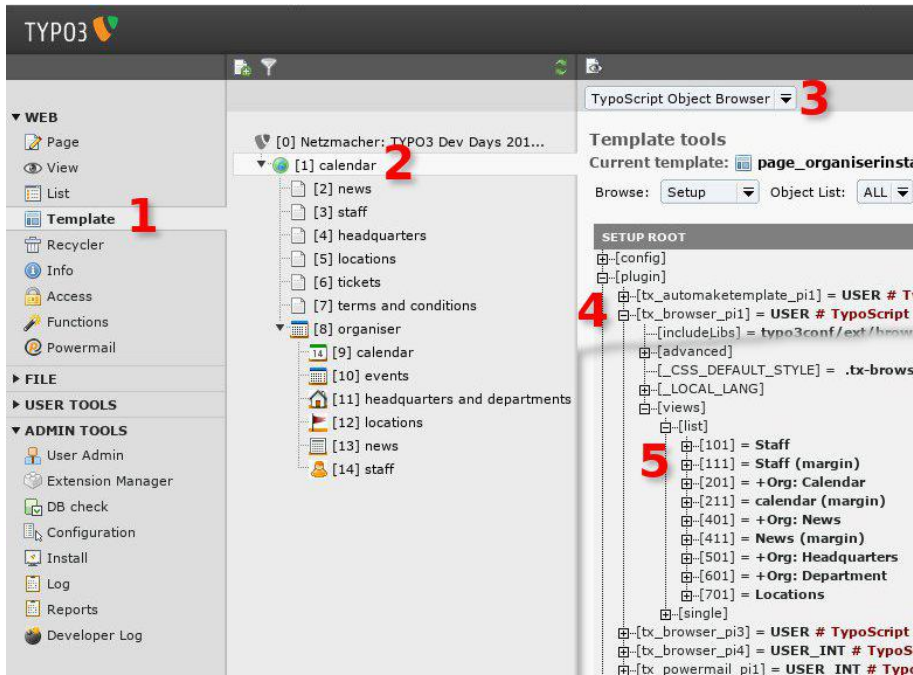 TYPO3
TypoScript Object Browser
3
WEB
Page
View
List
Template
1
Recycler
Info
Access
Functions
Powermail
FILE
USER TOOLS
ADMIN TOOLS
User Admin
Extension Manager
DB check
Configuration
Install
Log
Reports
Developer Log
[0] Netzmacher: TYPO3 Dev Days 201...
[1] calendar
2
[2] news
[3] staff
[4] headquarters
[5] locations
[6] tickets
[7] terms and conditions
[8] organiser
14 [9] calendar
[10] events
[11] headquarters and departments
[12] locations
[13] news
[14] staff
Template tools
Current template: page_organiserinsta
Browse: Setup Object List: ALL
SETUP ROOT
[config]
[plugin]
[tx_automaketemplate_pi1] = USER # T
4
[tx_browser_pi1] = USER # TypoScript
[includeLibs] = typo3conf/ext/brow
[advanced]
[_CSS_DEFAULT_STYLE] = .tx-brows
[_LOCAL_LANG]
[views]
[list]
5
[101] = Staff
[111] = Staff (margin)
[201] = +Org: Calendar
[211] = calendar (margin)
[401] = +Org: News
[411] = News (margin)
[501] = +Org: Headquarters
[601] = +Org: Department
[701] = Locations
[single]
[tx_browser_pi3] = USER # TypoScript
[tx_browser_pi4] = USER_INT # TypoS
[tx_powermail_pi1] = USER_INT # Typo